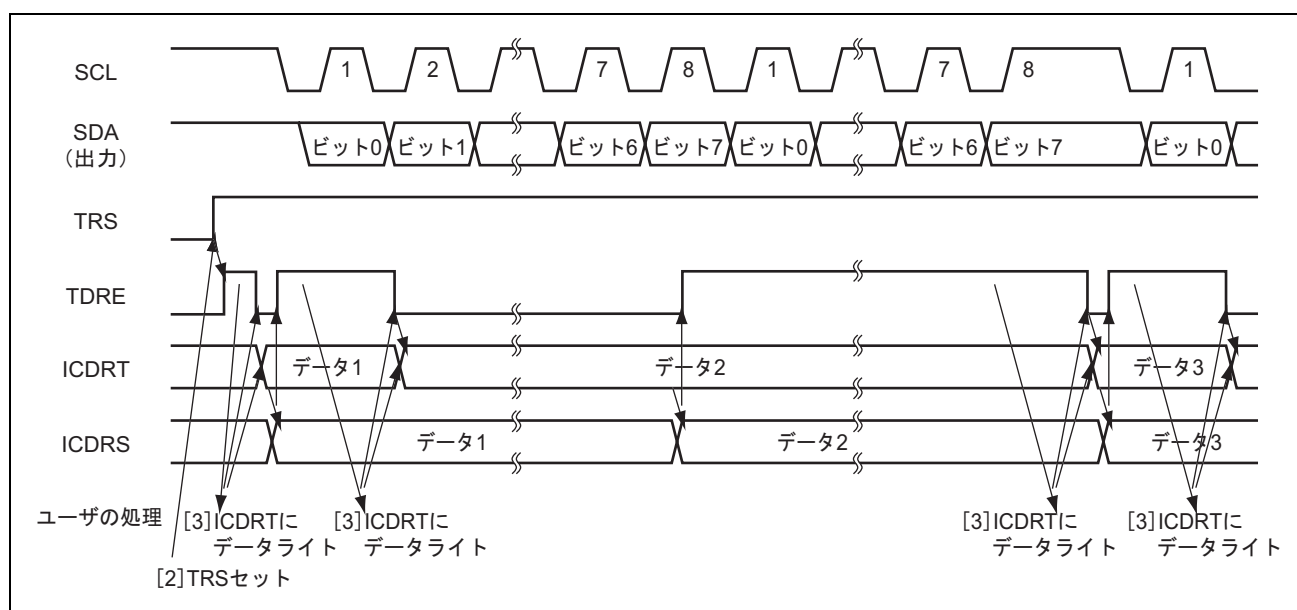 SCL 1 2 7 8 1 7 8 1
SDA
（出力） ビット0 ビット1 ビット6 ビット7 ビット0 ビット6 ビット7 ビット0
TRS
TDRE
ICDRT データ1 データ2 データ3
ICDRS データ1 データ2 データ3
ユーザの処理 [3]ICDRTに [3]ICDRTに [3]ICDRTに [3]ICDRTに
データライト データライト データライト データライト
[2]TRSセット